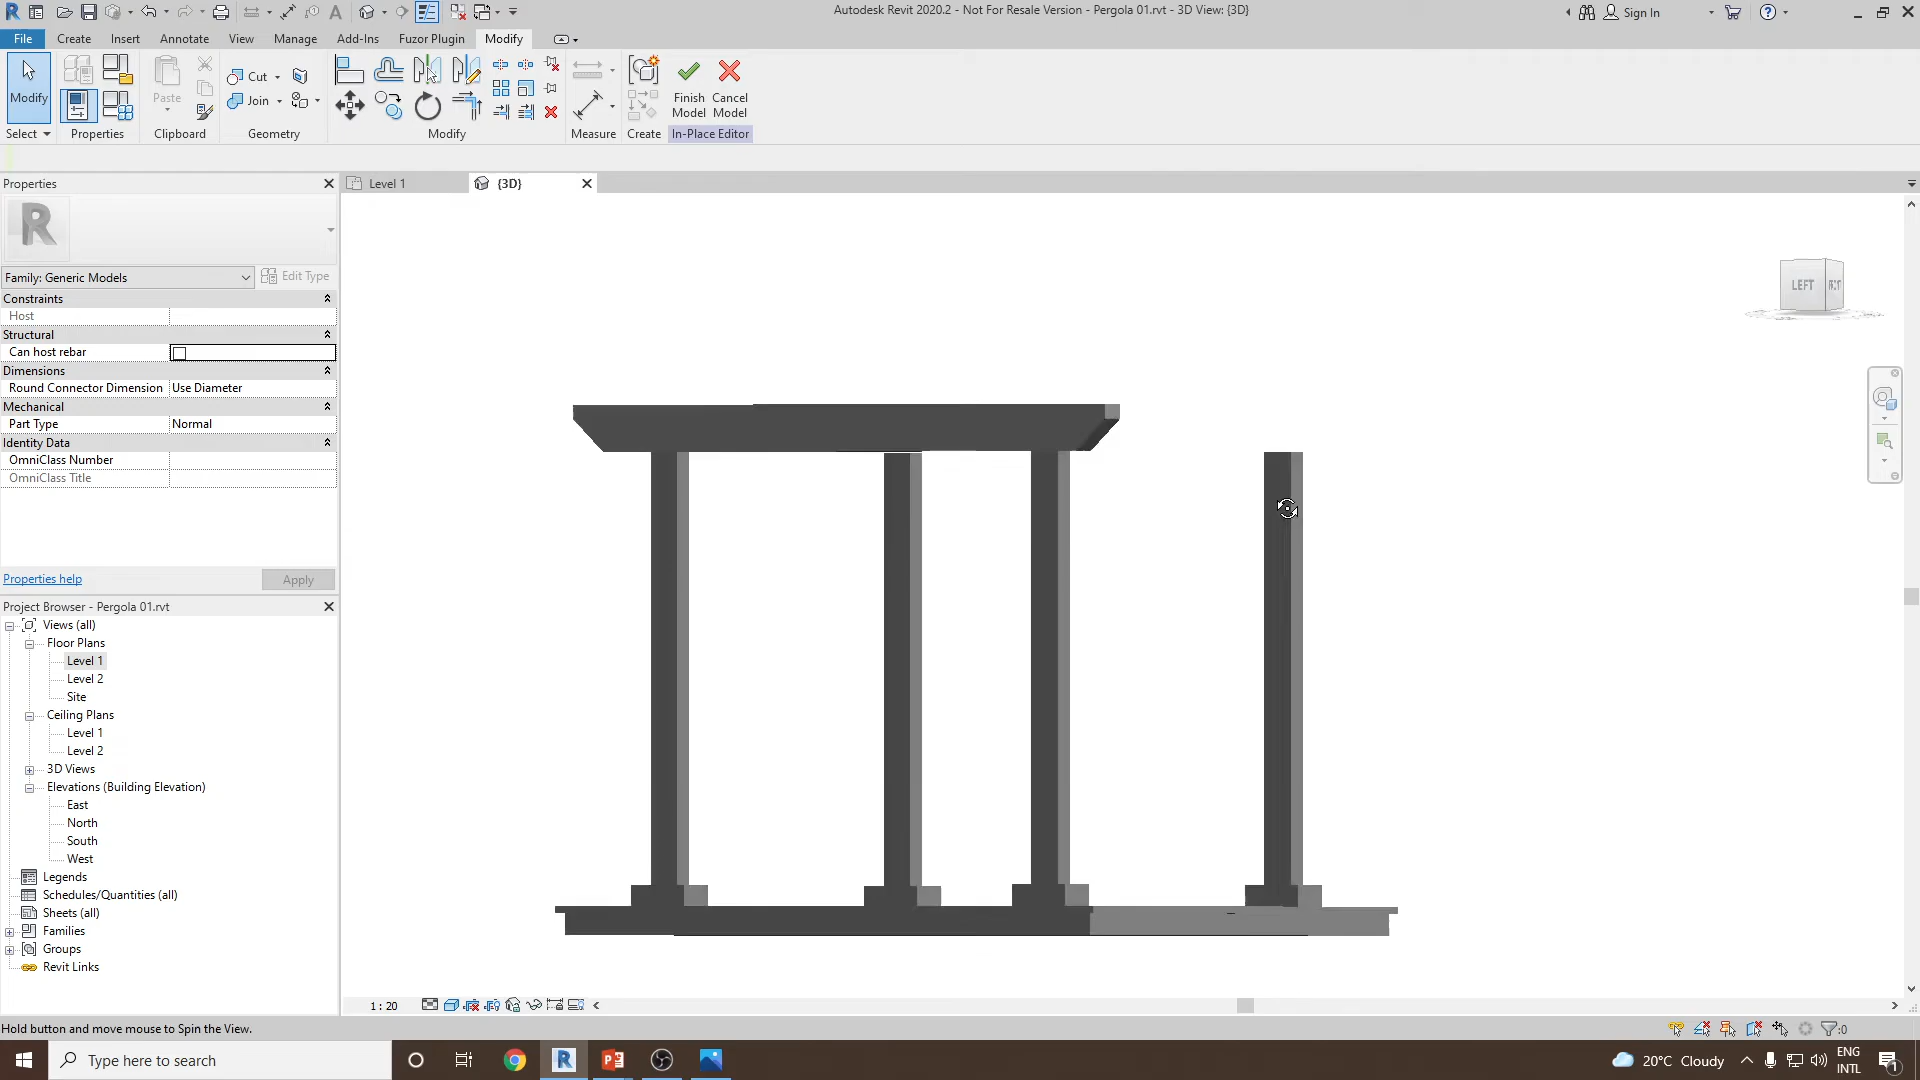 Autodesk Revit 2020.2 - Not For Resale Version - Pergola 01.rvt - 3D View: {3D}
Sign In
File Create Insert Annotate View Manage Add-Ins Fuzor Plugin Modify
Modify
Paste
Cut
Join
Finish Model
Cancel Model
Select Properties Clipboard Geometry Modify Measure Create In-Place Editor
Properties
Level 1
{3D}
R
Family: Generic Models
Edit Type
Constraints
Host
Structural
Can host rebar
Dimensions
Round Connector Dimension Use Diameter
Mechanical
Part Type Normal
Identity Data
OmniClass Number
OmniClass Title
Properties help
Apply
Project Browser - Pergola 01.rvt
Views (all)
Floor Plans
Level 1
Level 2
Site
Ceiling Plans
Level 1
Level 2
3D Views
Elevations (Building Elevation)
East
North
South
West
Legends
Schedules/Quantities (all)
Sheets (all)
Families
Groups
Revit Links
LEFT
1 : 20
Hold button and move mouse to Spin the View.
:0
Type here to search
20°C Cloudy
ENG
INTL
1